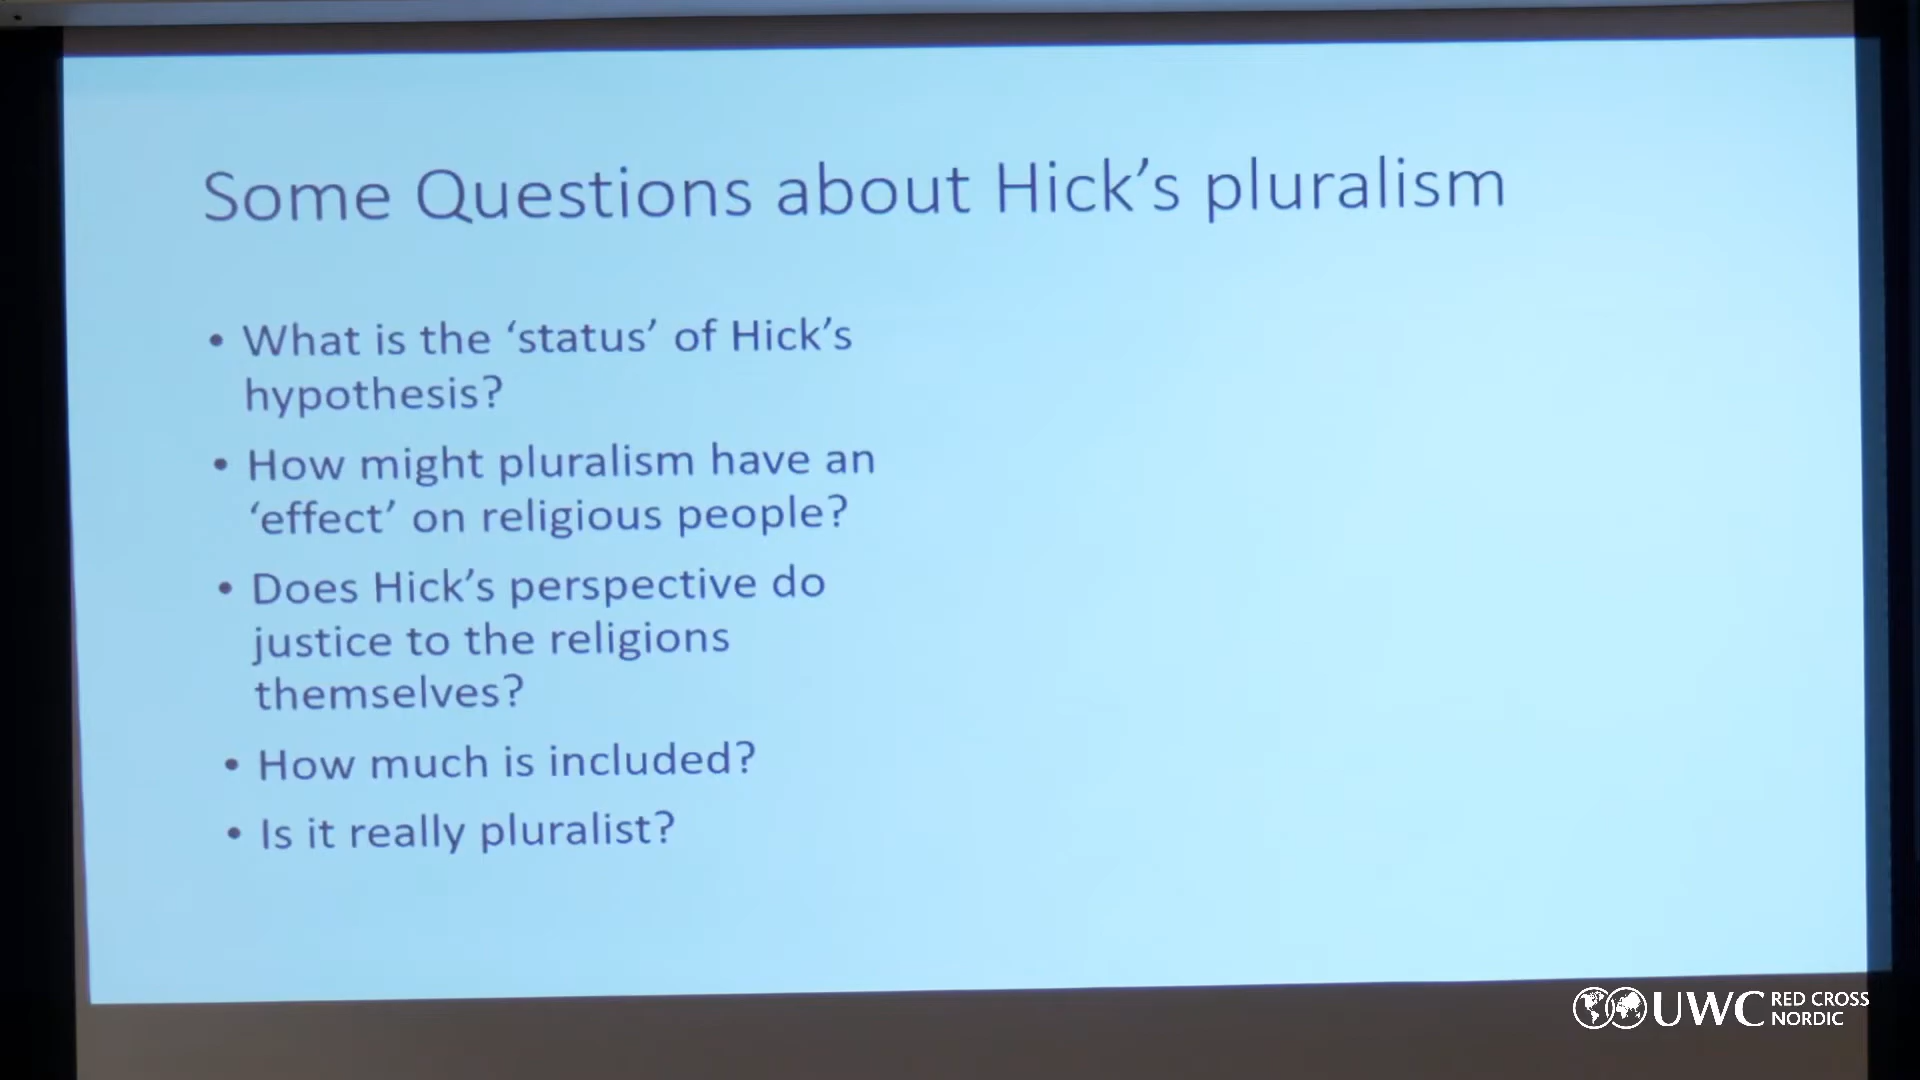 Some Questions about Hick’s pluralism
• What is the ‘status’ of Hick’s
hypothesis?
• How might pluralism have an
‘effect’ on religious people?
• Does Hick’s perspective do
justice to the religions
themselves?
• How much is included?
• Is it really pluralist?
UWC RED CROSS
NORDIC